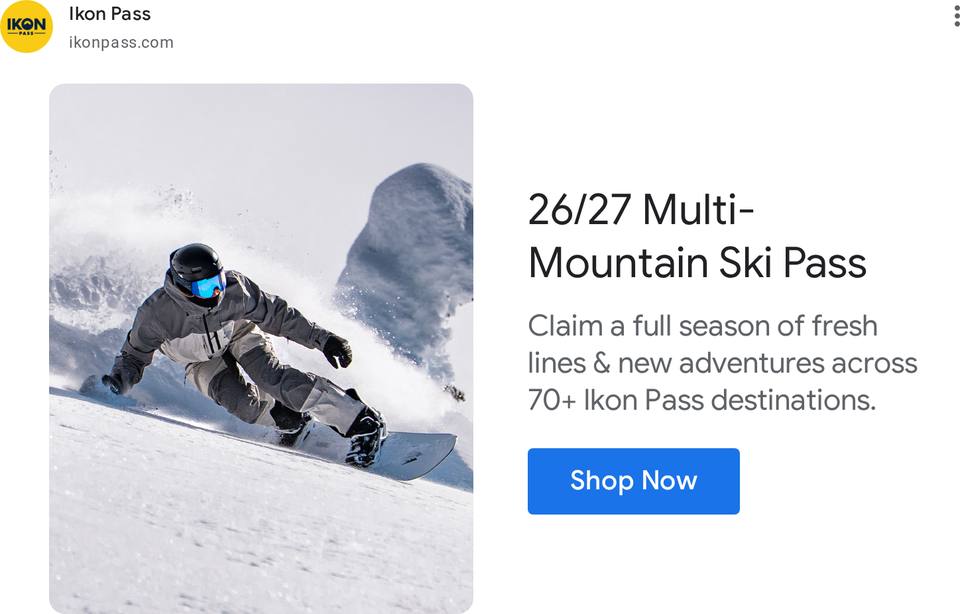 IKON
PASS
Ikon Pass
ikonpass.com
26/27 Multi-
Mountain Ski Pass
Claim a full season of fresh
lines & new adventures across
70+ Ikon Pass destinations.
Shop Now